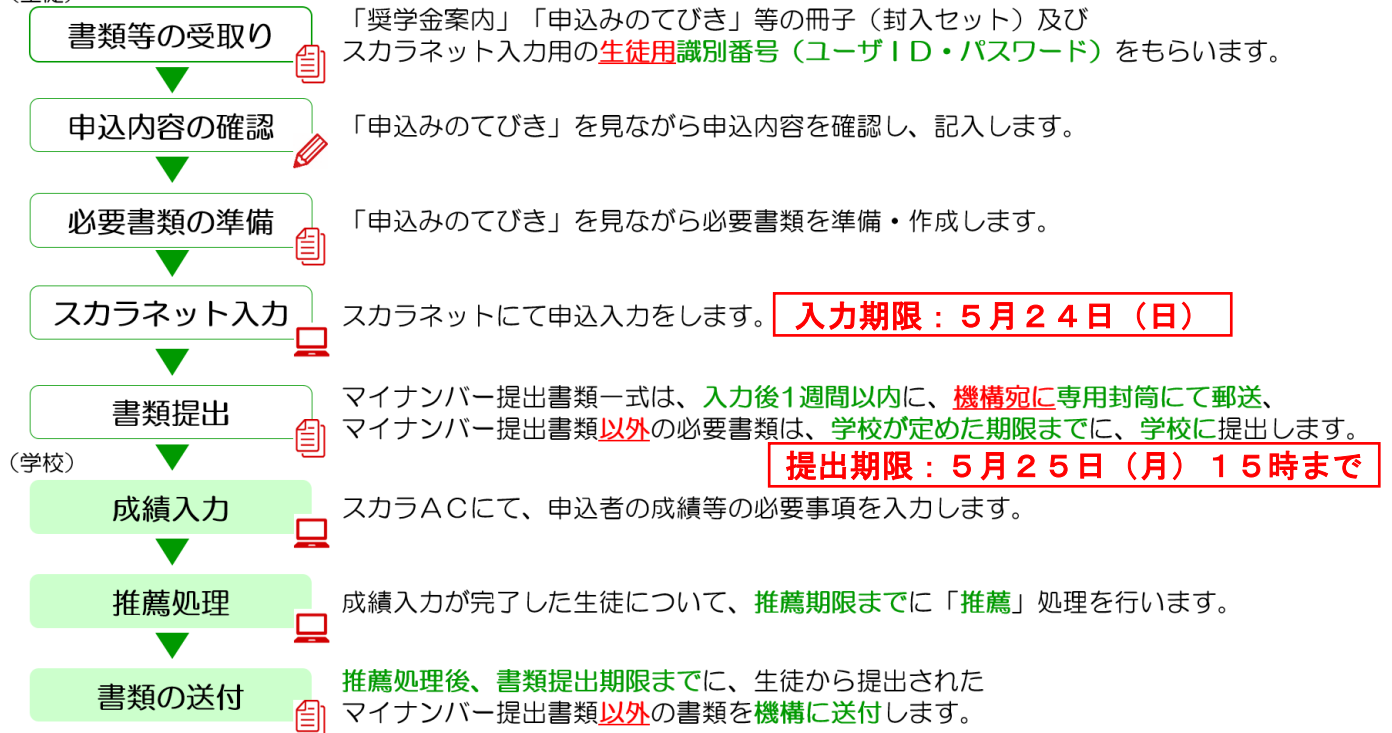 書類等の受取り
「奨学金案内」「申込みのてびき」等の冊子（封入セット）及び
スカラネット入力用の生徒用識別番号（ユーザＩＤ・パスワード）をもらいます。
申込内容の確認
「申込みのてびき」を見ながら申込内容を確認し、記入します。
必要書類の準備
「申込みのてびき」を見ながら必要書類を準備・作成します。
スカラネット入力
スカラネットにて申込入力をします。
入力期限：５月２４日（日）
書類提出
マイナンバー提出書類一式は、入力後1週間以内に、機構宛に専用封筒にて郵送、
マイナンバー提出書類以外の必要書類は、学校が定めた期限までに、学校に提出します。
提出期限：５月２５日（月）１５時まで
（学校）
成績入力
スカラＡＣにて、申込者の成績等の必要事項を入力します。
推薦処理
成績入力が完了した生徒について、推薦期限までに「推薦」処理を行います。
書類の送付
推薦処理後、書類提出期限までに、生徒から提出された
マイナンバー提出書類以外の書類を機構に送付します。